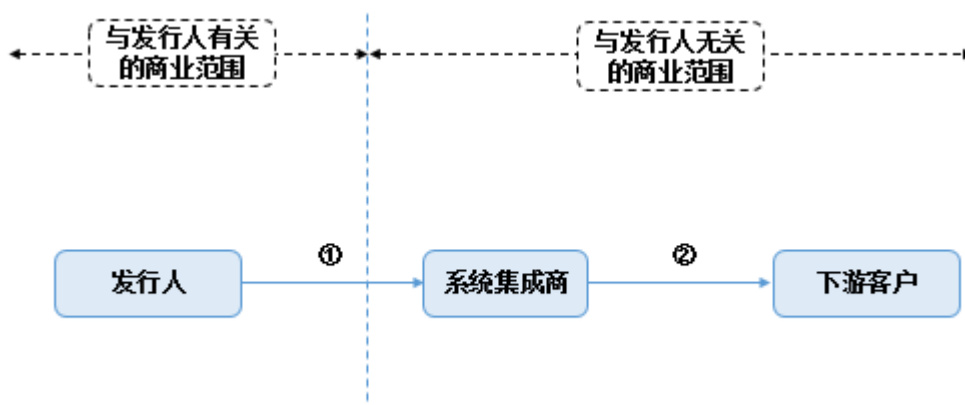 与发行人有关
的商业范围
与发行人无关
的商业范围
①
②
发行人
系统集成商
下游客户